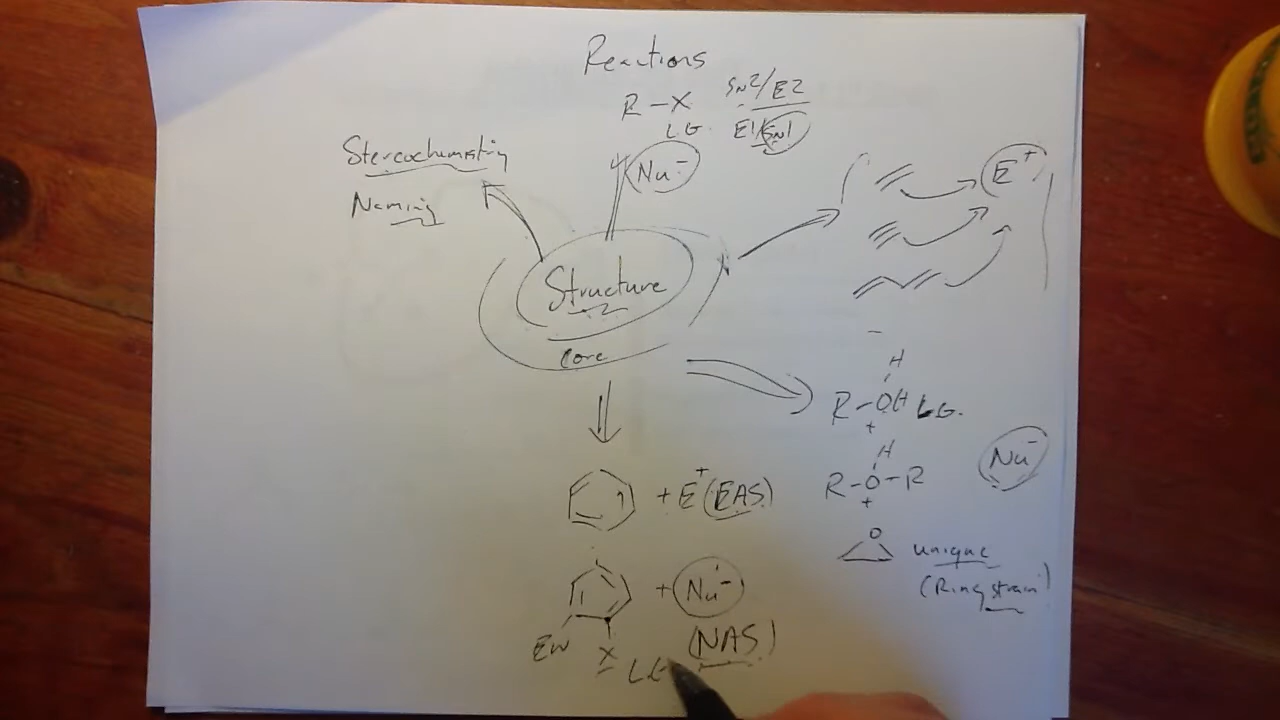 Reactions
R-X SN2/E2
LG. E1/SN1
Stereochemistry
Naming
Nu-
E+
Structure
core
H
R-OH LG.
+
H
R-O-R
+
Nu-
+ E+ (EAS)
O
unique
(Ring strain)
+ Nu-
EW
X
LG
(NAS)